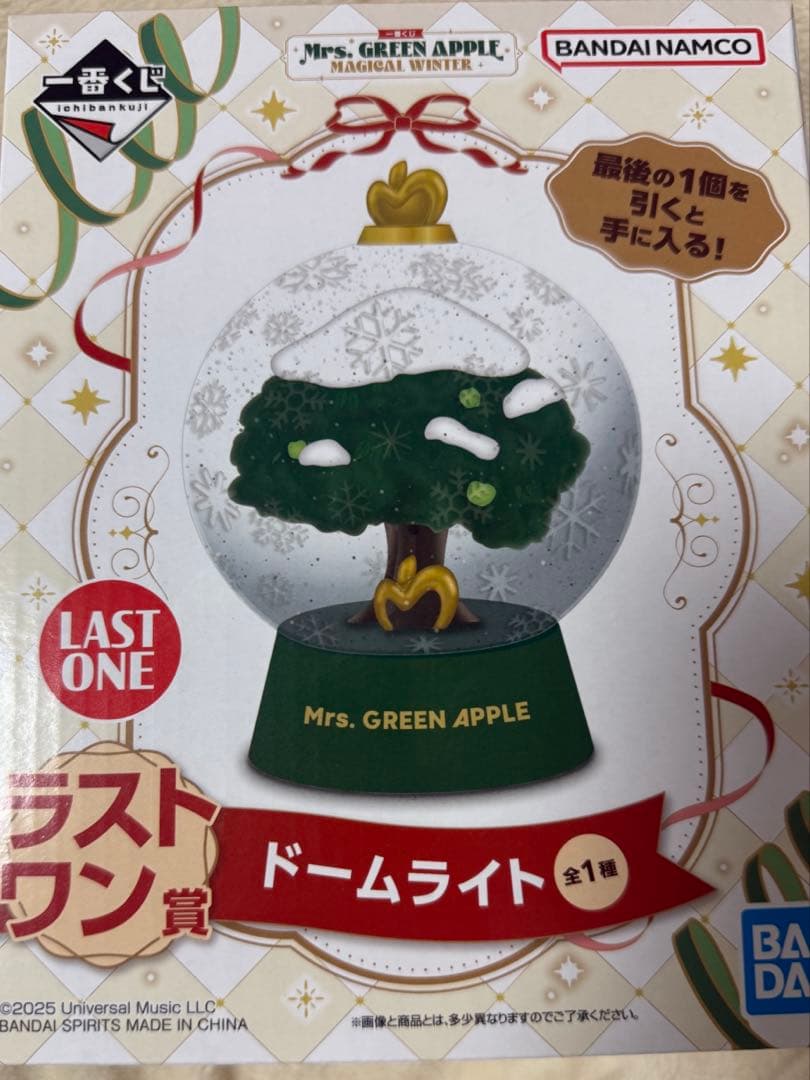 一番くじ
ichibankuji
一番くじ
Mrs. GREEN APPLE
MAGICAL WINTER
BANDAI NAMCO
最後の1個を
引くと
手に入る!
Mrs. GREEN APPLE
LAST
ONE
ラスト
ワン賞
ドームライト
全1種
BA
DA
©2025 Universal Music LLC
BANDAI SPIRITS MADE IN CHINA
※画像と商品とは、多少異なりますのでご了承ください。